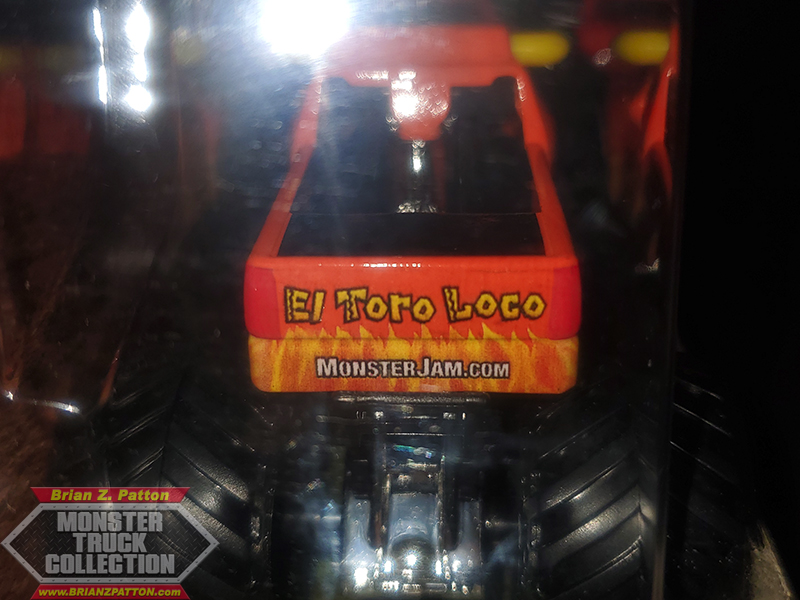 El Toro Loco
MonsterJam.com
Brian Z. Patton
MONSTER
TRUCK
COLLECTION
www.BRIANZPATTON.com